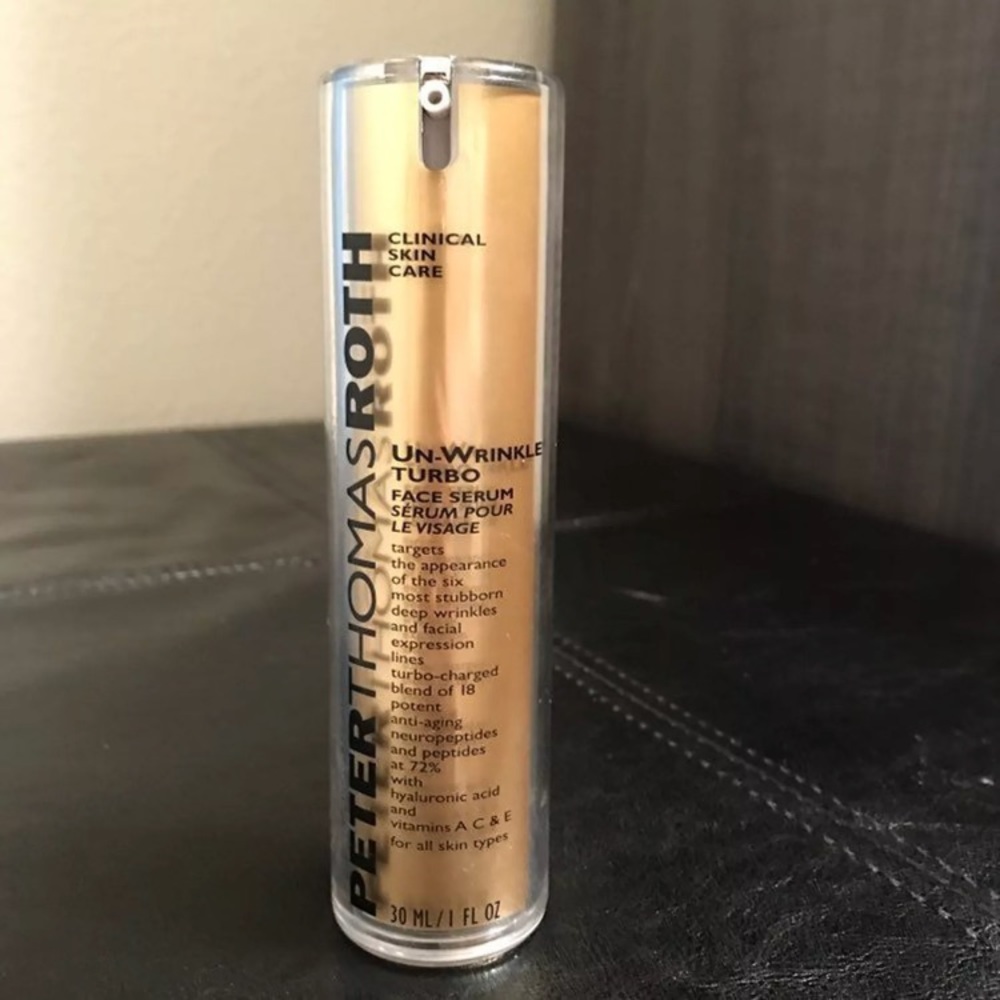 PETERTHOMASROTH
CLINICAL
SKIN
CARE
UN-WRINKLE
TURBO
FACE SERUM
SÉRUM POUR
LE VISAGE
targets
the appearance
of the six
most stubborn
deep wrinkles
and facial
expression
lines
turbo-charged
blend of 18
potent
anti-aging
neuropeptides
and peptides
at 72%
with
hyaluronic acid
and
vitamins A C & E
for all skin types
30 ML/1 FL OZ